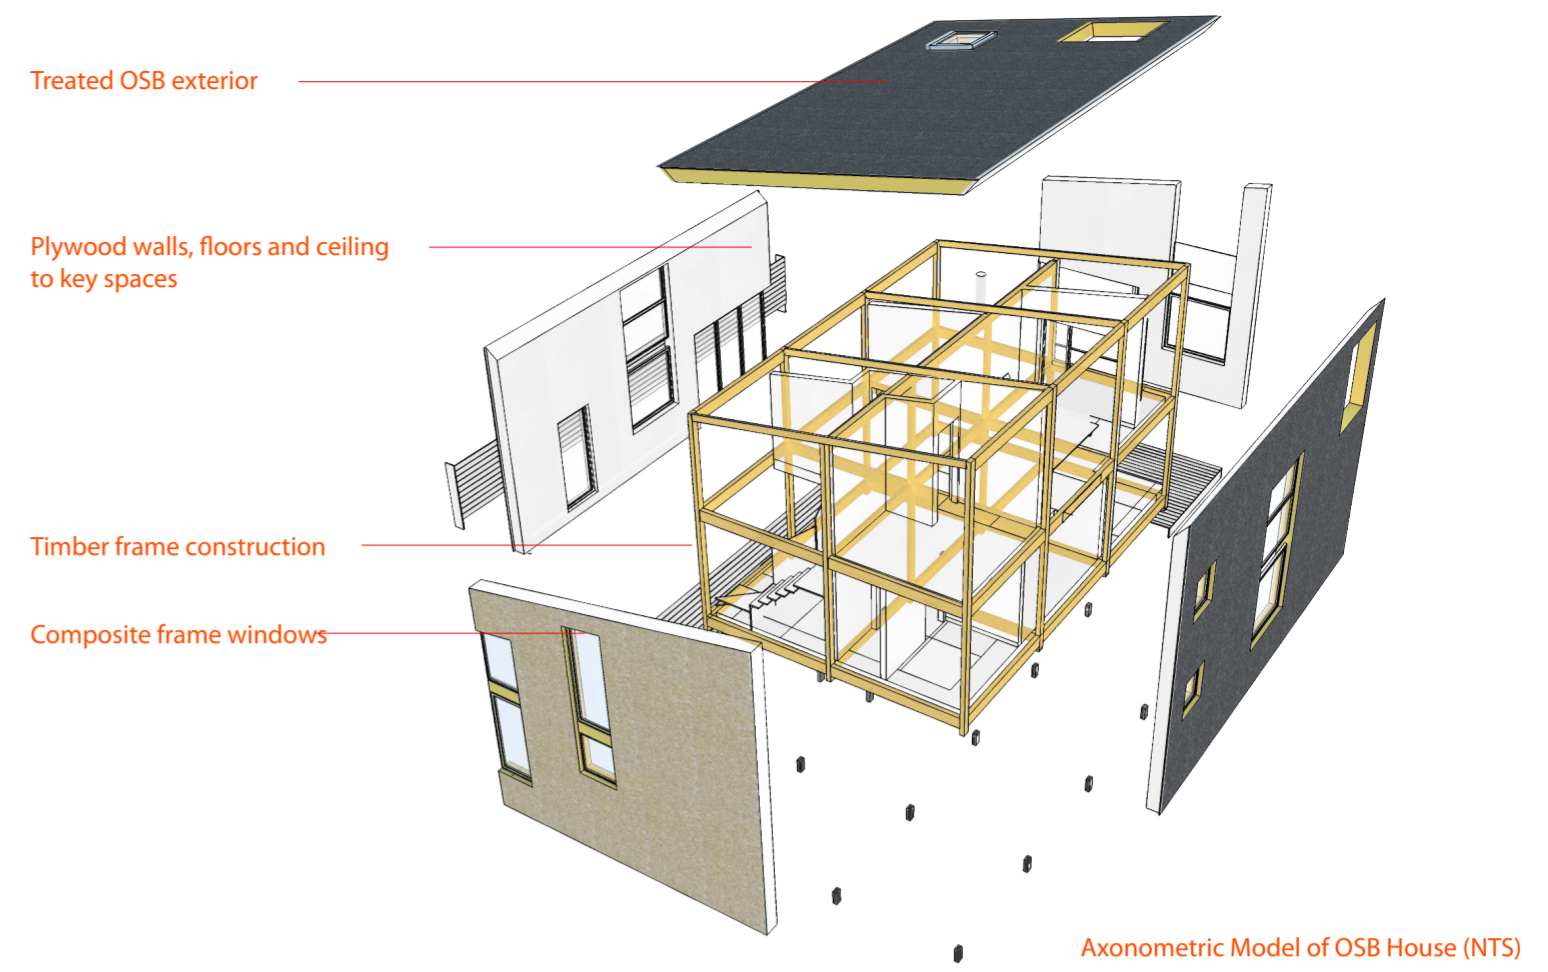 Treated OSB exterior
Plywood walls, floors and ceiling
to key spaces
Timber frame construction
Composite frame windows
Axonometric Model of OSB House (NTS)